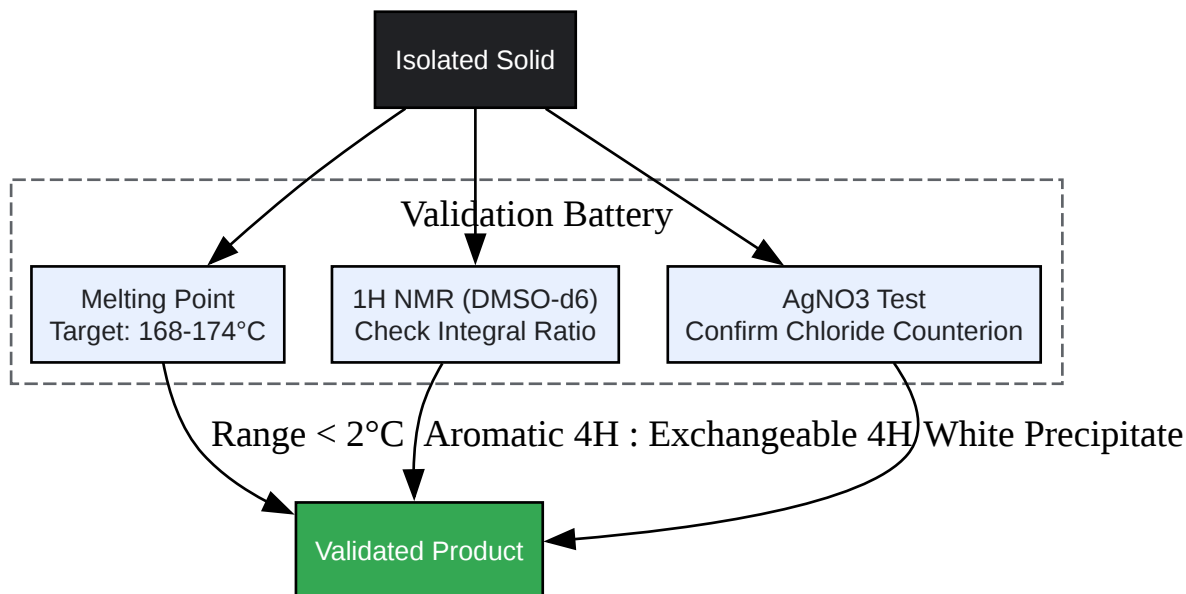 Isolated Solid
Validation Battery
Melting Point
Target: 168-174°C
1H NMR (DMSO-d6)
Check Integral Ratio
AgNO3 Test
Confirm Chloride Counterion
Range < 2°C
Aromatic 4H : Exchangeable 4H
White Precipitate
Validated Product